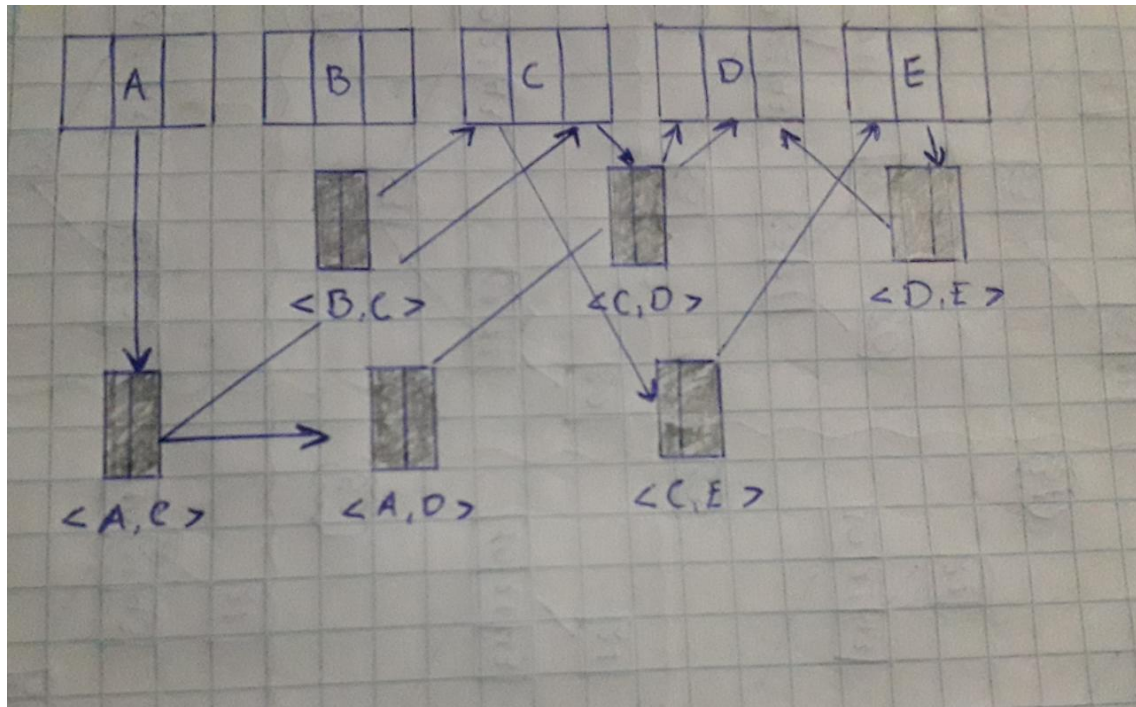 A B C D E
<B,C> <C,D> <D,E>
<A,C> <A,D> <C,E>